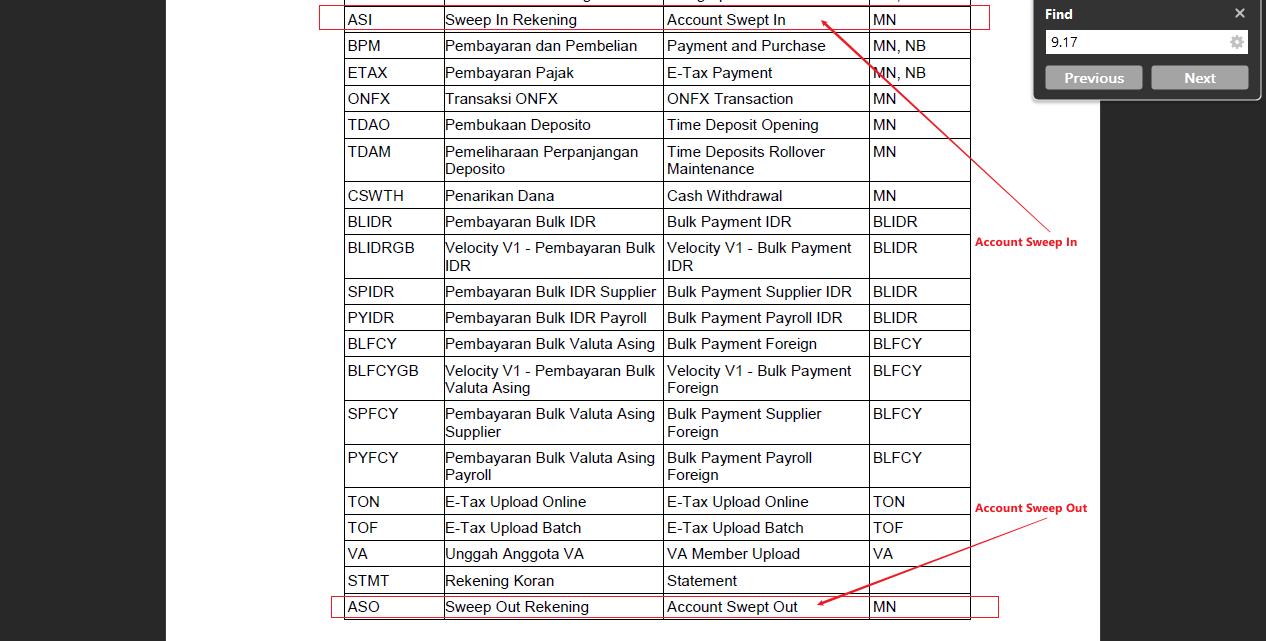 Find
9.17
Previous Next
ASI Sweep In Rekening Account Swept In MN
BPM Pembayaran dan Pembelian Payment and Purchase MN, NB
ETAX Pembayaran Pajak E-Tax Payment MN, NB
ONFX Transaksi ONFX ONFX Transaction MN
TDAO Pembukaan Deposito Time Deposit Opening MN
TDAM Pemeliharaan Perpanjangan Time Deposits Rollover MN
Deposito Maintenance
CSWTH Penarikan Dana Cash Withdrawal MN
BLIDR Pembayaran Bulk IDR Bulk Payment IDR BLIDR
Account Sweep In
BLIDRGB Velocity V1 - Pembayaran Bulk Velocity V1 - Bulk Payment BLIDR
IDR IDR
SPIDR Pembayaran Bulk IDR Supplier Bulk Payment Supplier IDR BLIDR
PYIDR Pembayaran Bulk IDR Payroll Bulk Payment Payroll IDR BLIDR
BLFCY Pembayaran Bulk Valuta Asing Bulk Payment Foreign BLFCY
BLFCYGB Velocity V1 - Pembayaran Bulk Velocity V1 - Bulk Payment BLFCY
Valuta Asing Foreign
SPFCY Pembayaran Bulk Valuta Asing Bulk Payment Supplier BLFCY
Supplier Foreign
PYFCY Pembayaran Bulk Valuta Asing Bulk Payment Payroll BLFCY
Payroll Foreign
TON E-Tax Upload Online E-Tax Upload Online TON
Account Sweep Out
TOF E-Tax Upload Batch E-Tax Upload Batch TOF
VA Unggah Anggota VA VA Member Upload VA
STMT Rekening Koran Statement
ASO Sweep Out Rekening Account Swept Out MN